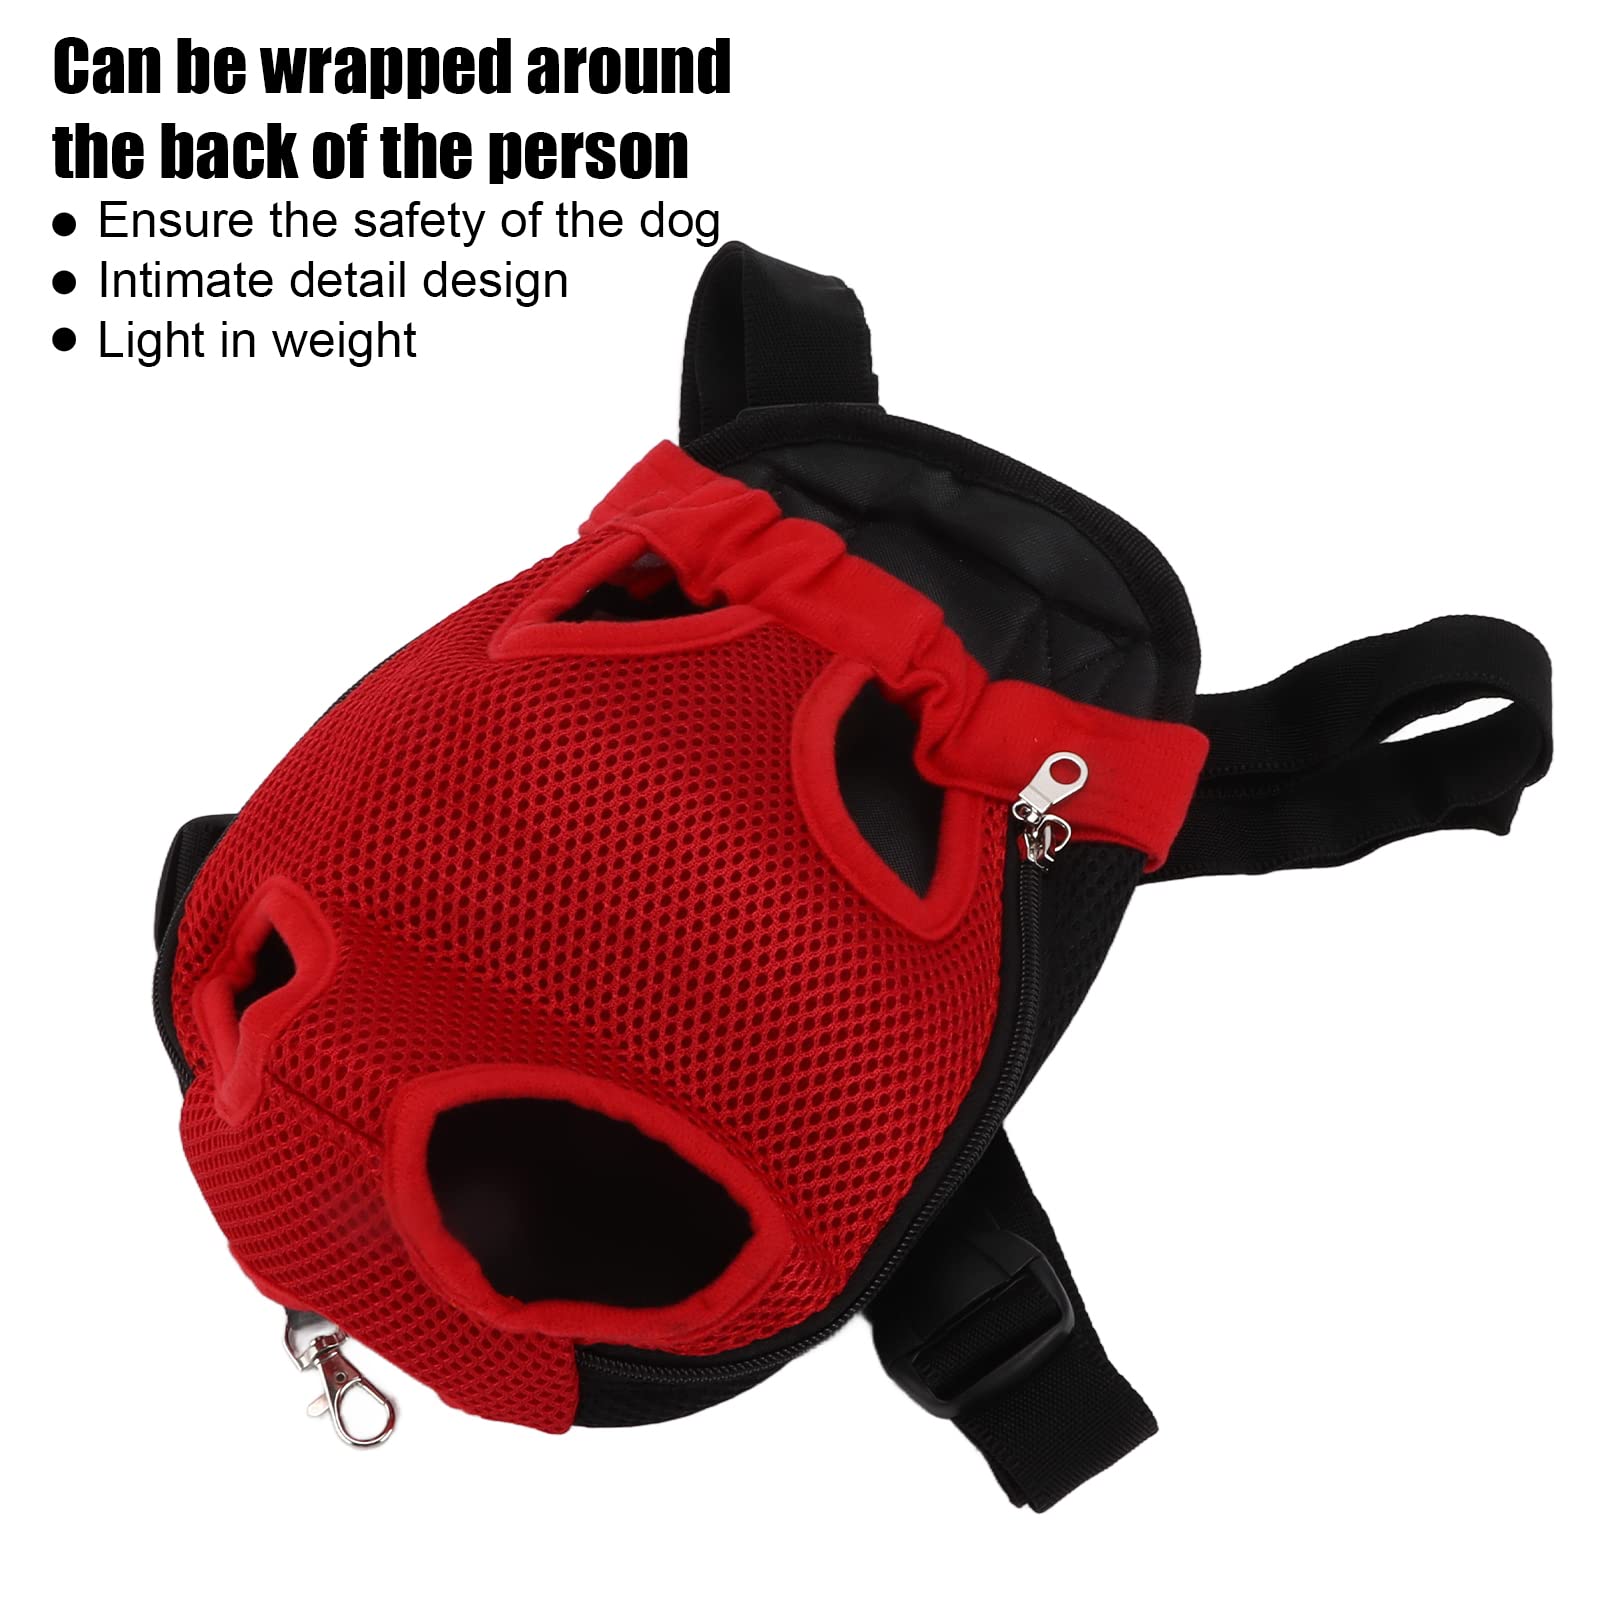 Can be wrapped around
the back of the person
● Ensure the safety of the dog
● Intimate detail design
● Light in weight